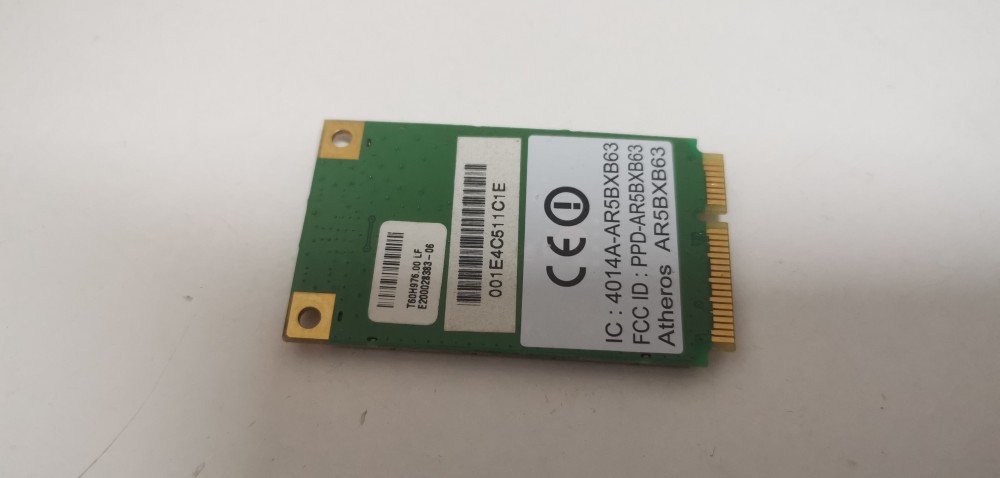 T60H976.00 LF
E200028383-06
001E4C511C1E
CE
IC : 4014A-AR5BXB63
FCC ID : PPD-AR5BXB63
Atheros AR5BXB63